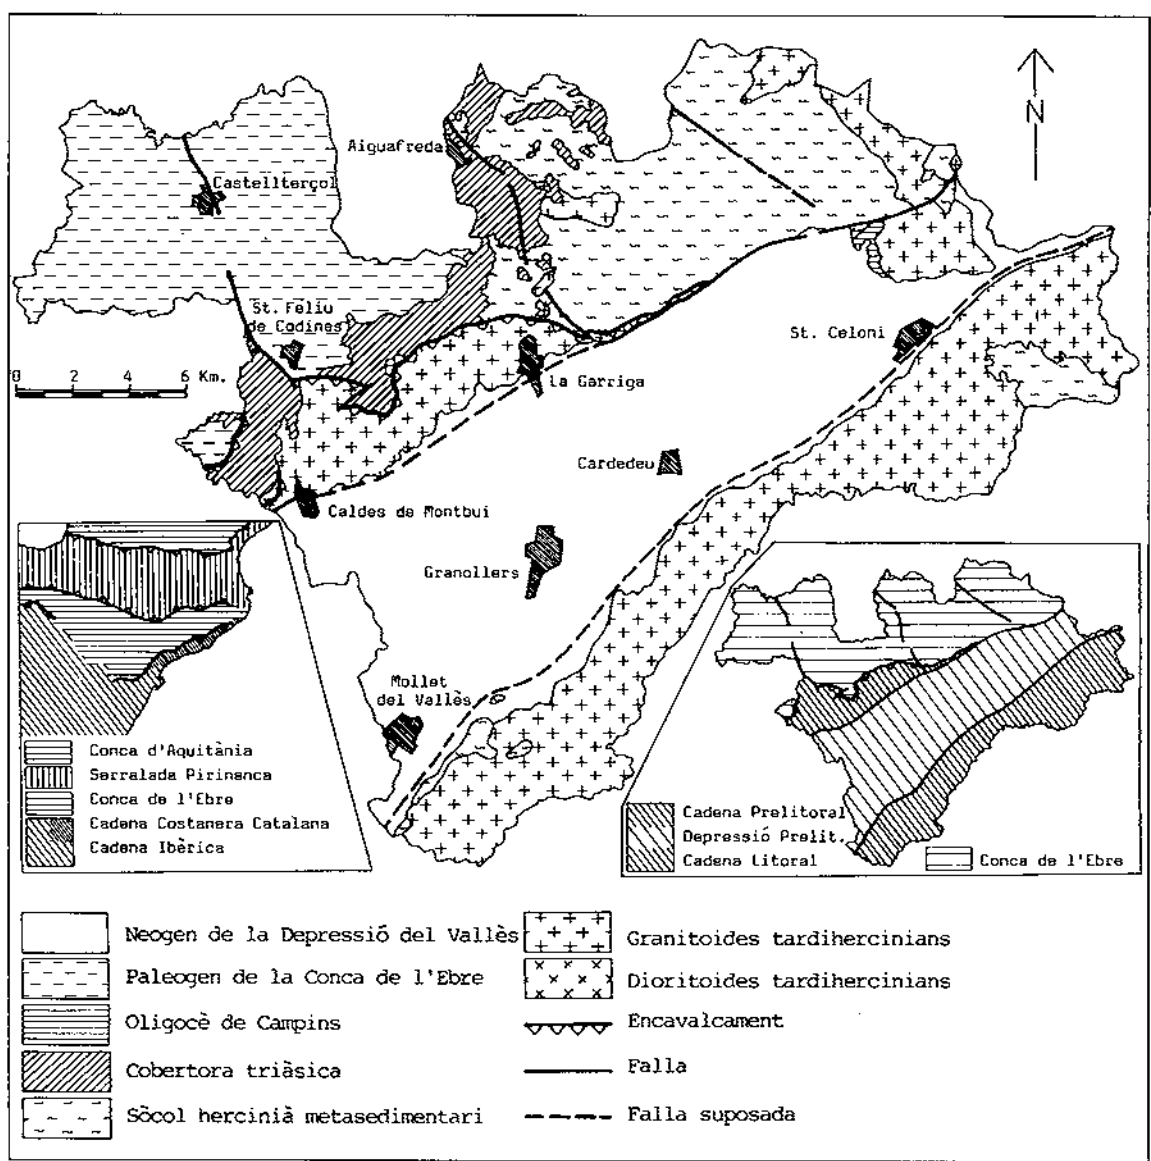 N
Aiguafreda
Castellterçol
St. Feliu
de Codines
St. Celoni
0 2 4 6 Km.
La Garriga
Cardedeu
Caldes de Montbui
Granollers
Mollet
del Vallès
Conca d'Aquitània
Serralada Pirinenca
Conca de l'Ebre
Cadena Costanera Catalana
Cadena Ibèrica
Cadena Prelitoral
Depressió Prelit.
Cadena Litoral
Conca de l'Ebre
Neogen de la Depressió del Vallès
Paleogen de la Conca de l'Ebre
Oligocè de Campins
Cobertora triàsica
Sòcol hercinià metasedimentari
Granitoides tardihercinians
Dioritoides tardihercinians
Encavalcament
Falla
Falla suposada